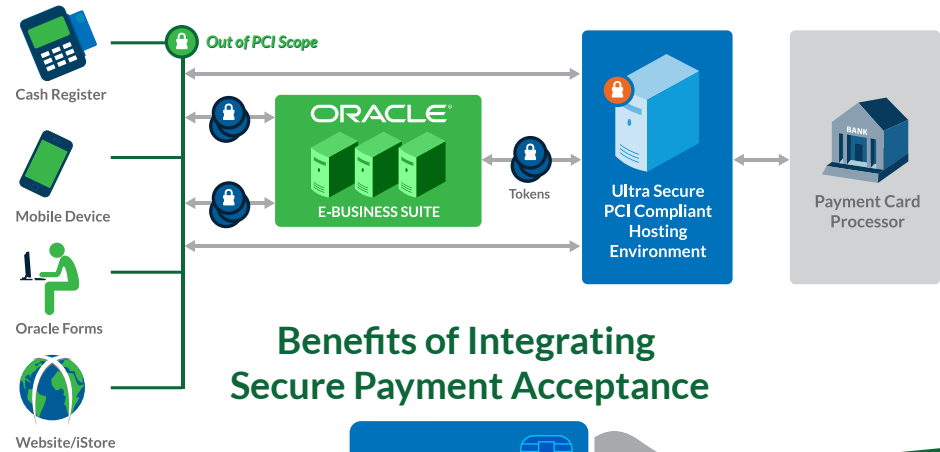 Out of PCI Scope
Cash Register
Mobile Device
Oracle Forms
Website/iStore
ORACLE®
E-BUSINESS SUITE
Tokens
Ultra Secure
PCI Compliant
Hosting
Environment
BANK
Payment Card
Processor
Benefits of Integrating
Secure Payment Acceptance